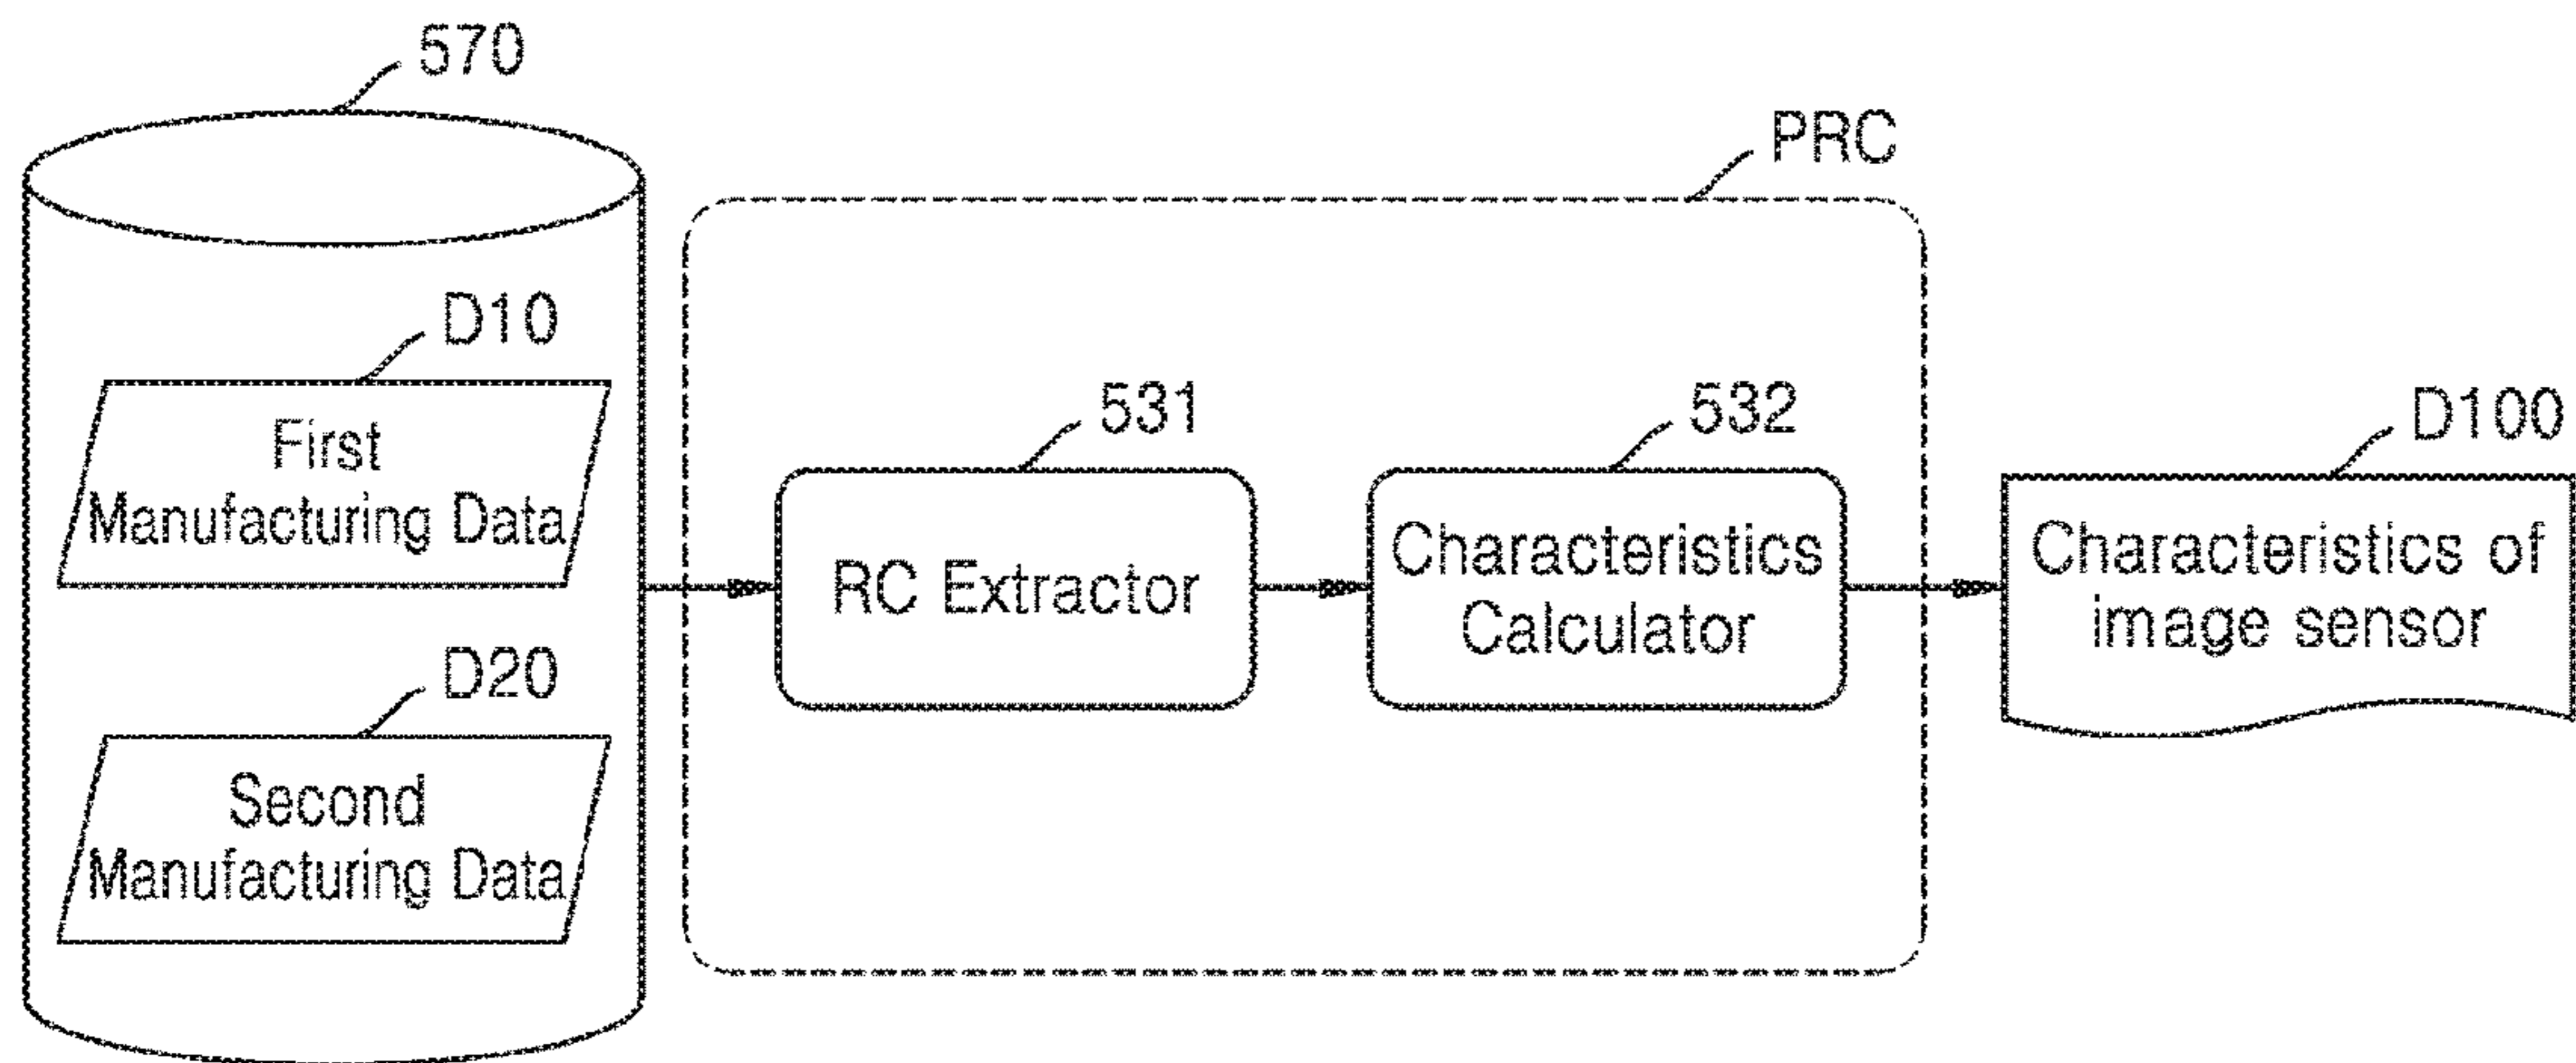 570
PRC
D10
First
Manufacturing Data
531
532
D100
RC Extractor
Characteristics
Calculator
Characteristics of
image sensor
D20
Second
Manufacturing Data